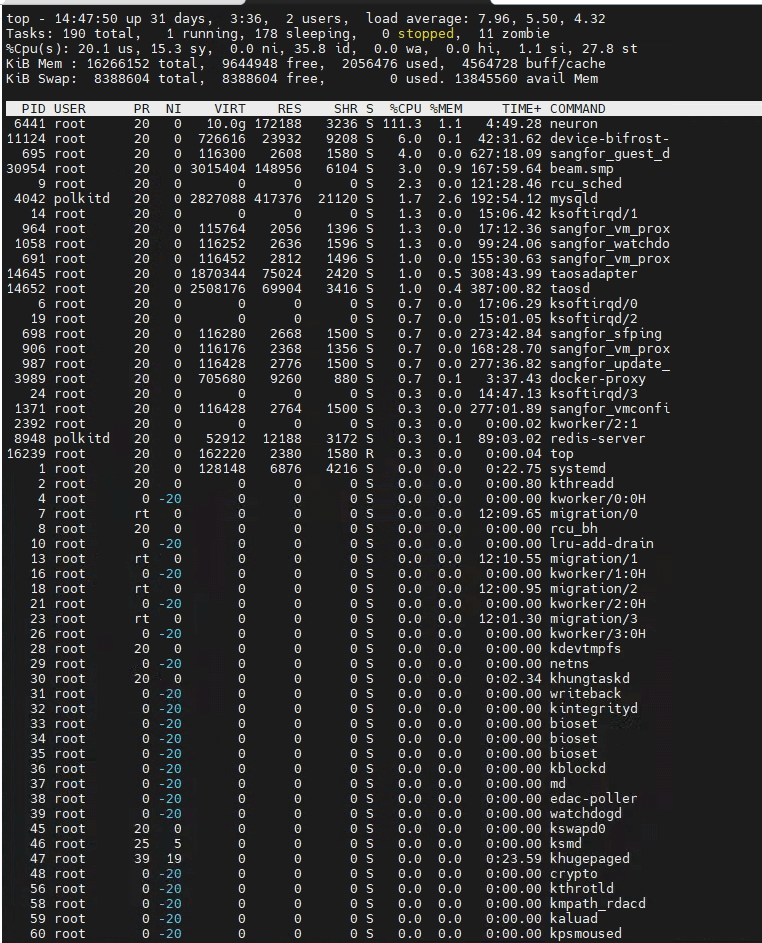 top - 14:47:50 up 31 days,  3:36,  2 users,  load average: 7.96, 5.50, 4.32
Tasks: 190 total,   1 running, 178 sleeping,   0 stopped,  11 zombie
%Cpu(s): 20.1 us, 15.3 sy,  0.0 ni, 35.8 id,  0.0 wa,  0.0 hi,  1.1 si, 27.8 st
KiB Mem : 16266152 total,  9644948 free,  2056476 used,  4564728 buff/cache
KiB Swap:  8388604 total,  8388604 free,        0 used. 13845560 avail Mem
PID USER      PR  NI    VIRT    RES    SHR S  %CPU %MEM     TIME+ COMMAND
6441 root      20   0   10.0g 172188   3236 S 111.3  1.1   4:49.28 neuron
11124 root      20   0  726616  23932   9208 S   6.0  0.1  42:31.62 device-bifrost-
695 root      20   0  116300   2608   1580 S   4.0  0.0 627:18.09 sangfor_guest_d
30954 root      20   0 3015404 148956   6104 S   3.0  0.9 167:59.64 beam.smp
9 root      20   0       0      0      0 S   2.3  0.0 121:28.46 rcu_sched
4042 polkitd   20   0 2827088 417376  21120 S   1.7  2.6 192:54.12 mysqld
14 root      20   0       0      0      0 S   1.3  0.0  15:06.42 ksoftirqd/1
964 root      20   0  115764   2056   1396 S   1.3  0.0  17:12.36 sangfor_vm_prox
1058 root      20   0  116252   2636   1596 S   1.3  0.0  99:24.06 sangfor_watchdo
691 root      20   0  116452   2812   1496 S   1.0  0.0 155:30.63 sangfor_vm_prox
14645 root      20   0 1870344  75024   2420 S   1.0  0.5 308:43.99 taosadapter
14652 root      20   0 2508176  69904   3416 S   1.0  0.4 387:00.82 taosd
6 root      20   0       0      0      0 S   0.7  0.0  17:06.29 ksoftirqd/0
19 root      20   0       0      0      0 S   0.7  0.0  15:01.05 ksoftirqd/2
698 root      20   0  116280   2668   1500 S   0.7  0.0 273:42.84 sangfor_sfping
906 root      20   0  116176   2368   1356 S   0.7  0.0 168:28.70 sangfor_vm_prox
987 root      20   0  116428   2776   1500 S   0.7  0.0 277:36.82 sangfor_update_
3989 root      20   0  705680   9260    880 S   0.7  0.1   3:37.43 docker-proxy
24 root      20   0       0      0      0 S   0.3  0.0  14:47.13 ksoftirqd/3
1371 root      20   0  116428   2764   1500 S   0.3  0.0 277:01.89 sangfor_vmconfi
2392 root      20   0       0      0      0 S   0.3  0.0   0:00.02 kworker/2:1
8948 polkitd   20   0   52912  12188   3172 S   0.3  0.1  89:03.02 redis-server
16239 root      20   0  162220   2380   1580 R   0.3  0.0   0:00.04 top
1 root      20   0  128148   6876   4216 S   0.0  0.0   0:22.75 systemd
2 root      20   0       0      0      0 S   0.0  0.0   0:00.80 kthreadd
4 root       0 -20       0      0      0 S   0.0  0.0   0:00.00 kworker/0:0H
7 root      rt   0       0      0      0 S   0.0  0.0  12:09.65 migration/0
8 root      20   0       0      0      0 S   0.0  0.0   0:00.00 rcu_bh
10 root       0 -20       0      0      0 S   0.0  0.0   0:00.00 lru-add-drain
13 root      rt   0       0      0      0 S   0.0  0.0  12:10.55 migration/1
16 root       0 -20       0      0      0 S   0.0  0.0   0:00.00 kworker/1:0H
18 root      rt   0       0      0      0 S   0.0  0.0  12:00.95 migration/2
21 root       0 -20       0      0      0 S   0.0  0.0   0:00.00 kworker/2:0H
23 root      rt   0       0      0      0 S   0.0  0.0  12:01.30 migration/3
26 root       0 -20       0      0      0 S   0.0  0.0   0:00.00 kworker/3:0H
28 root      20   0       0      0      0 S   0.0  0.0   0:00.00 kdevtmpfs
29 root       0 -20       0      0      0 S   0.0  0.0   0:00.00 netns
30 root      20   0       0      0      0 S   0.0  0.0   0:02.34 khungtaskd
31 root       0 -20       0      0      0 S   0.0  0.0   0:00.00 writeback
32 root       0 -20       0      0      0 S   0.0  0.0   0:00.00 kintegrityd
33 root       0 -20       0      0      0 S   0.0  0.0   0:00.00 bioset
34 root       0 -20       0      0      0 S   0.0  0.0   0:00.00 bioset
35 root       0 -20       0      0      0 S   0.0  0.0   0:00.00 bioset
36 root       0 -20       0      0      0 S   0.0  0.0   0:00.00 kblockd
37 root       0 -20       0      0      0 S   0.0  0.0   0:00.00 md
38 root       0 -20       0      0      0 S   0.0  0.0   0:00.00 edac-poller
39 root       0 -20       0      0      0 S   0.0  0.0   0:00.00 watchdogd
45 root      20   0       0      0      0 S   0.0  0.0   0:00.00 kswapd0
46 root      25   5       0      0      0 S   0.0  0.0   0:00.00 ksmd
47 root      39  19       0      0      0 S   0.0  0.0   0:23.59 khugepaged
48 root       0 -20       0      0      0 S   0.0  0.0   0:00.00 crypto
56 root       0 -20       0      0      0 S   0.0  0.0   0:00.00 kthrotld
58 root       0 -20       0      0      0 S   0.0  0.0   0:00.00 kmpath_rdacd
59 root       0 -20       0      0      0 S   0.0  0.0   0:00.00 kaluad
60 root       0 -20       0      0      0 S   0.0  0.0   0:00.00 kpsmoused